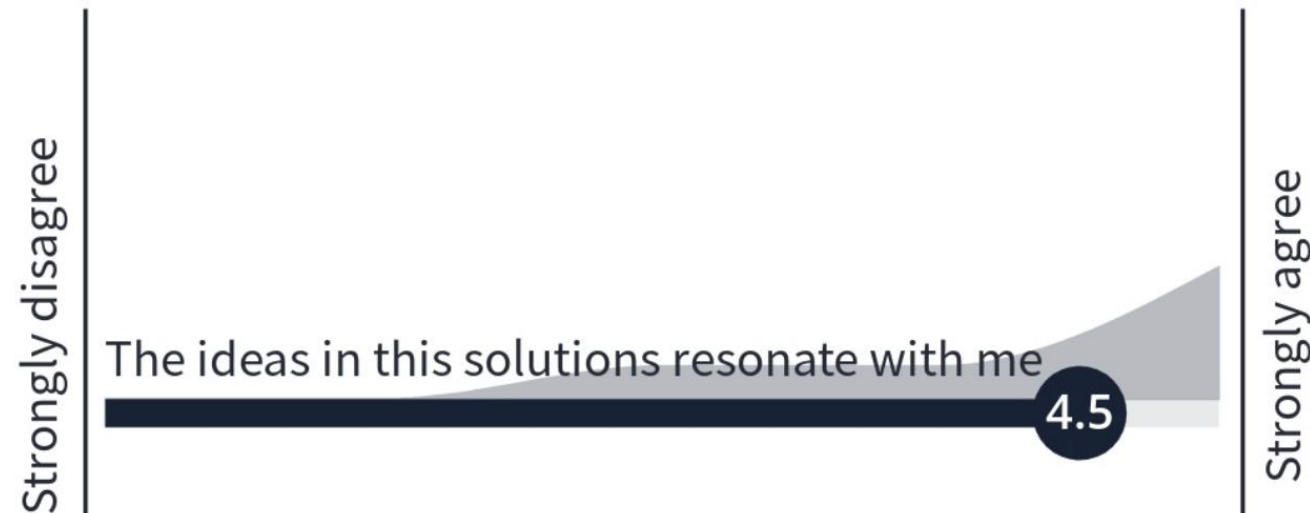 Strongly disagree
The ideas in this solutions resonate with me
4.5
Strongly agree